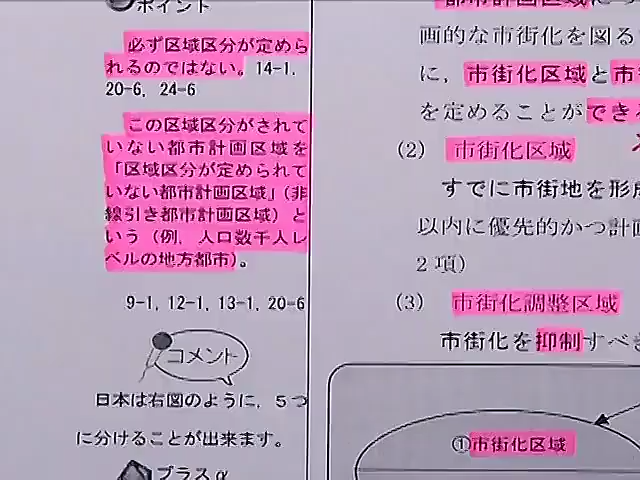 ポイント
必ず区域区分が定めら
れるのではない。14-1,
20-6, 24-6
この区域区分がされて
いない都市計画区域を
「区域区分が定められて
いない都市計画区域」（非
線引き都市計画区域）と
いう（例，人口数千人レ
ベルの地方都市）。
9-1, 12-1, 13-1, 20-6
コメント
日本は右図のように，５つ
に分けることが出来ます。
プラスα
都市計画区域
画的な市街化を図る
に，市街化区域と市
を定めることができ
(2) 市街化区域
すでに市街地を形成
以内に優先的かつ計画
２項）
(3) 市街化調整区域
市街化を抑制すべき
①市街化区域